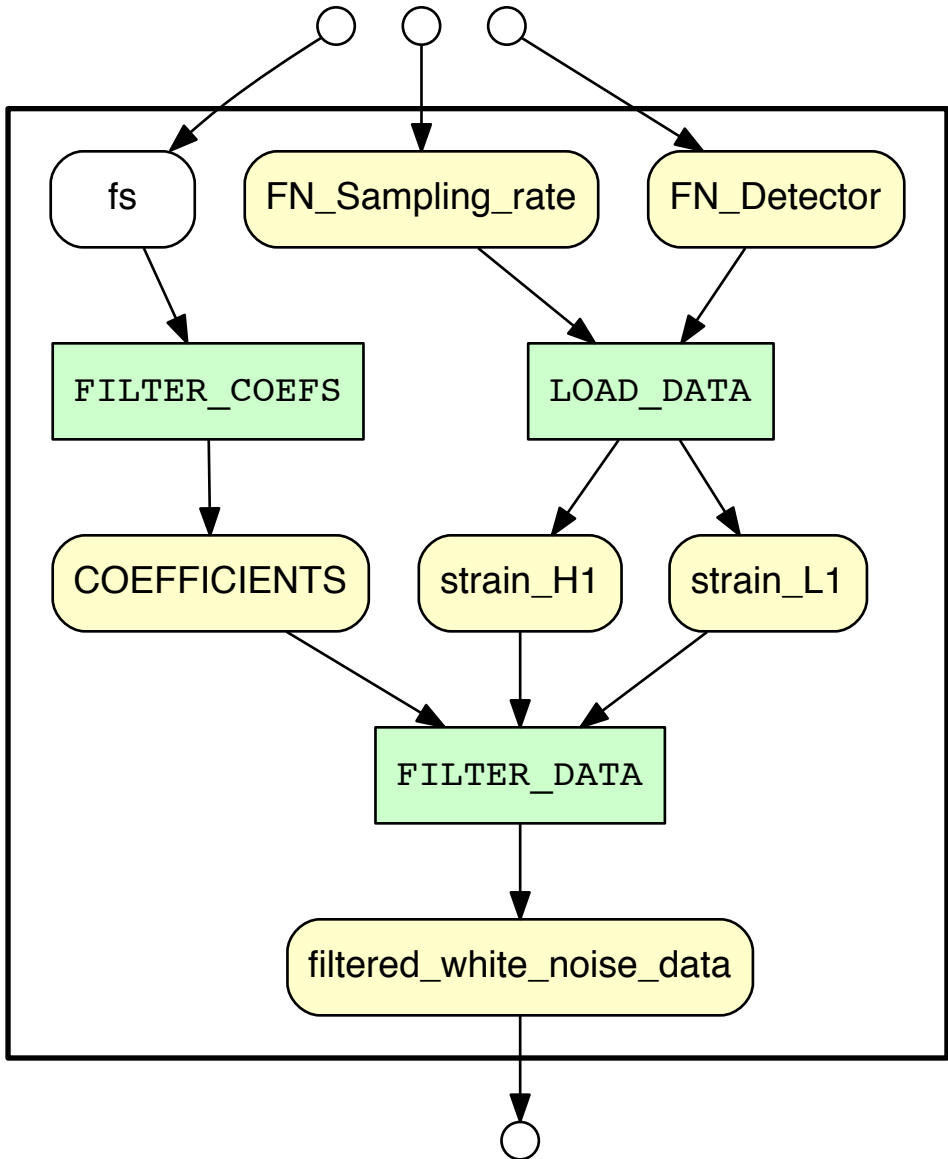 fs
FN_Sampling_rate
FN_Detector
FILTER_COEFS
LOAD_DATA
COEFFICIENTS
strain_H1
strain_L1
FILTER_DATA
filtered_white_noise_data